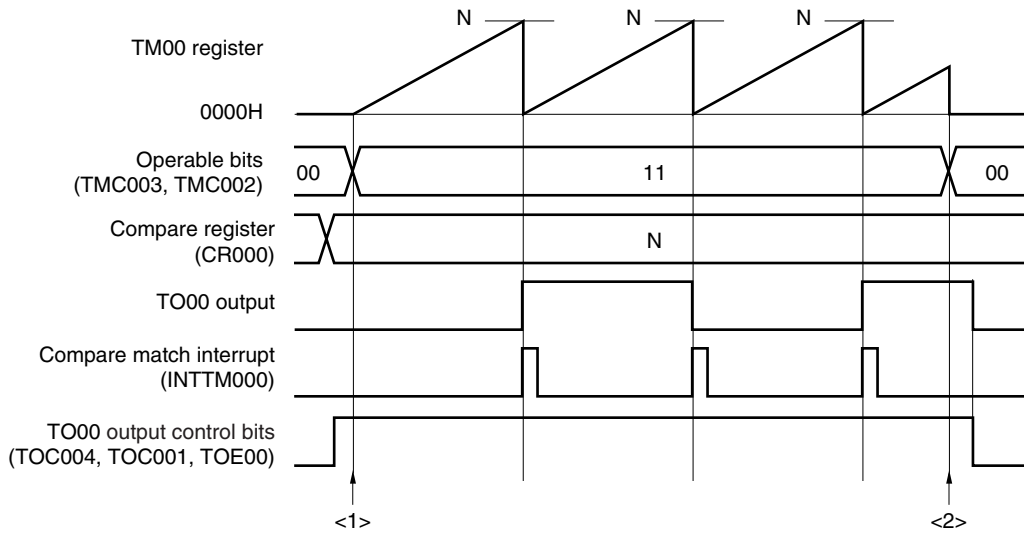 N N N
TM00 register
0000H
Operable bits
(TMC003, TMC002)
00 11 00
Compare register
(CR000)
N
TO00 output
Compare match interrupt
(INTTM000)
TO00 output control bits
(TOC004, TOC001, TOE00)
<1> <2>